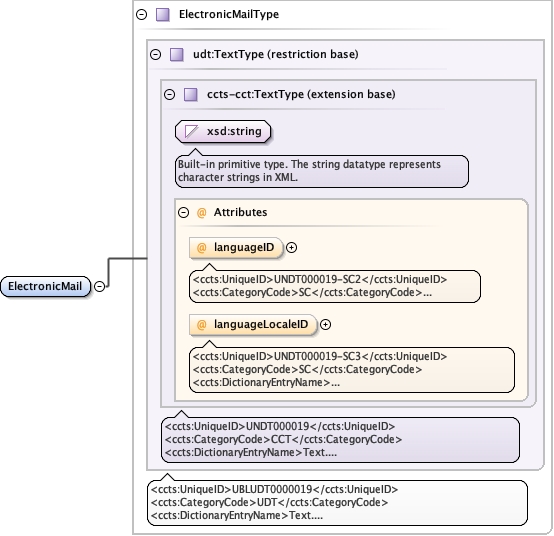 ElectronicMailType
udt:TextType (restriction base)
ccts-cct:TextType (extension base)
xsd:string
Built-in primitive type. The string datatype represents
character strings in XML.
@ Attributes
@ languageID
<ccts:UniqueID>UNDT000019-SC2</ccts:UniqueID>
<ccts:CategoryCode>SC</ccts:CategoryCode>...
ElectronicMail
@ languageLocaleID
<ccts:UniqueID>UNDT000019-SC3</ccts:UniqueID>
<ccts:CategoryCode>SC</ccts:CategoryCode>
<ccts:DictionaryEntryName>...
<ccts:UniqueID>UNDT000019</ccts:UniqueID>
<ccts:CategoryCode>CCT</ccts:CategoryCode>
<ccts:DictionaryEntryName>Text....
<ccts:UniqueID>UBLUDT0000019</ccts:UniqueID>
<ccts:CategoryCode>UDT</ccts:CategoryCode>
<ccts:DictionaryEntryName>Text....